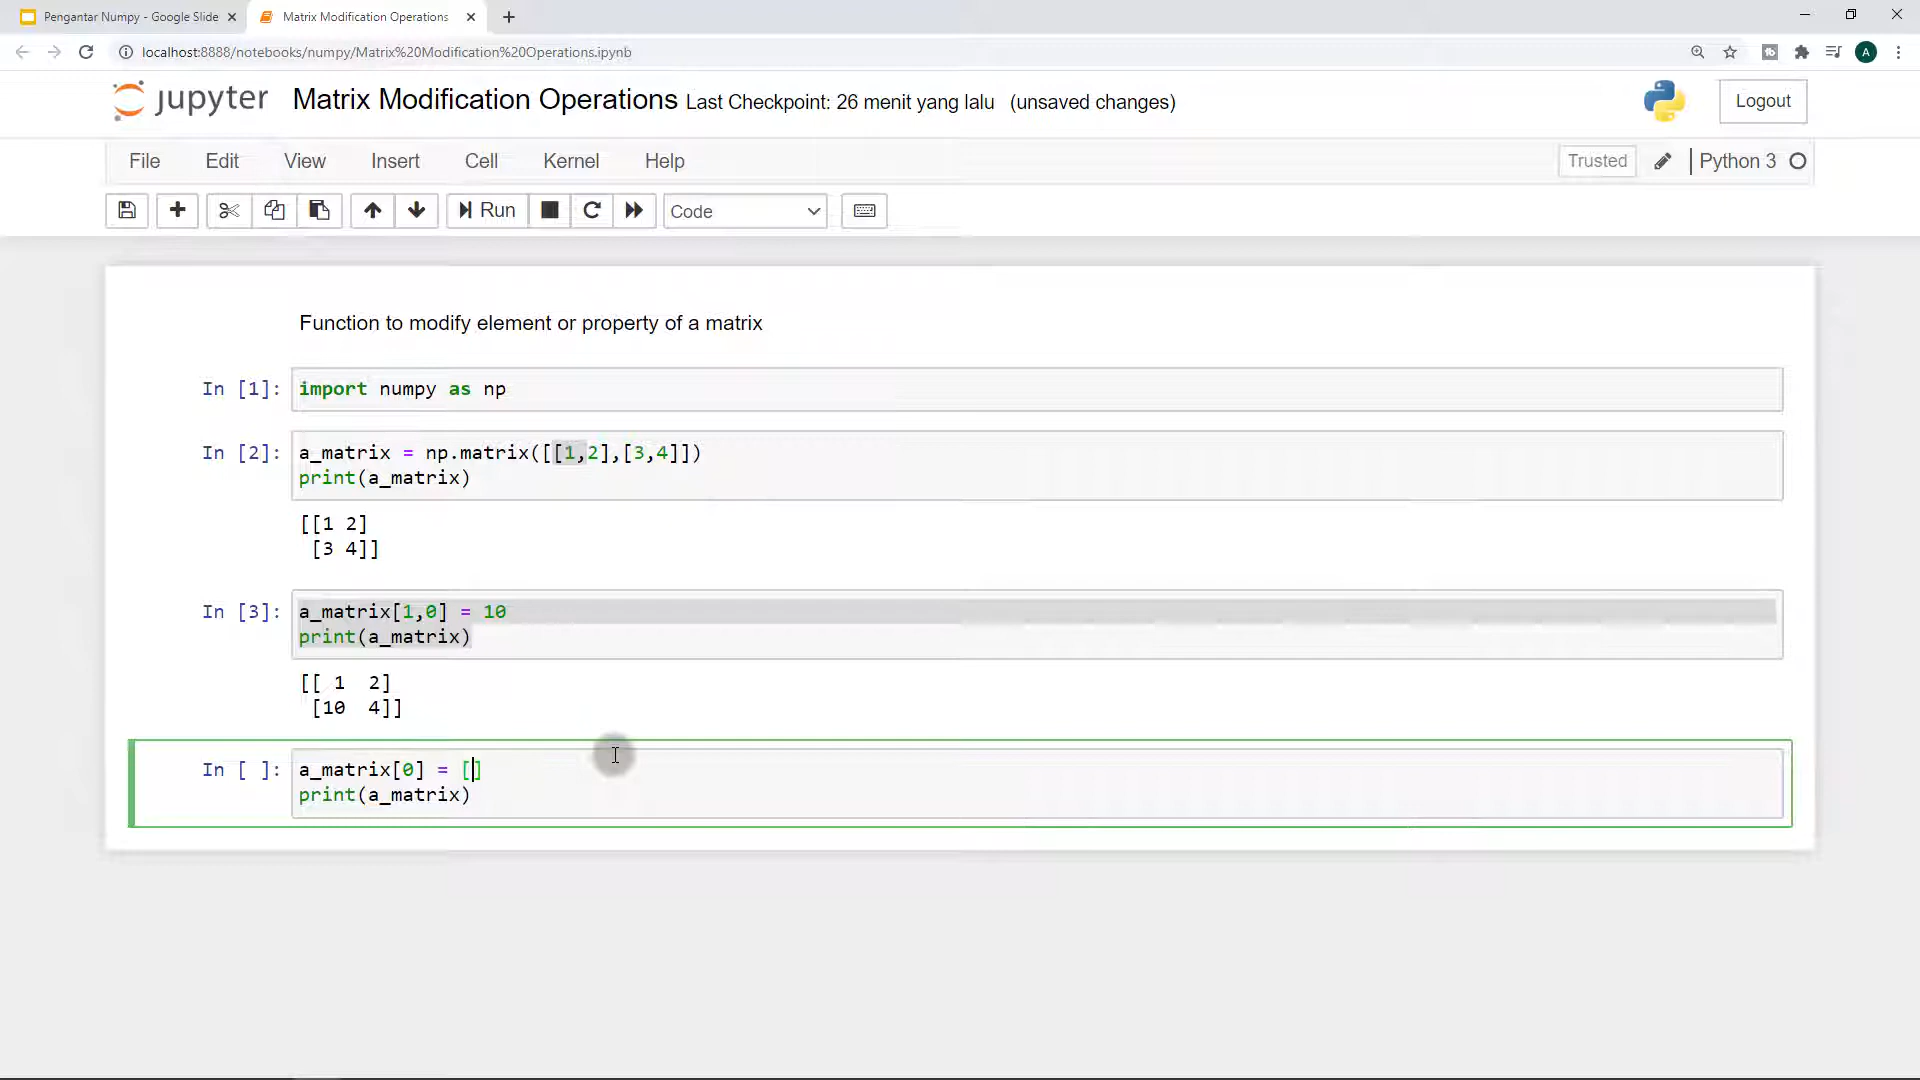 Pengantar Numpy - Google Slide
Matrix Modification Operations
localhost:8888/notebooks/numpy/Matrix%20Modification%20Operations.ipynb
A
jupyter Matrix Modification Operations Last Checkpoint: 26 menit yang lalu (unsaved changes)
Logout
File Edit View Insert Cell Kernel Help
Trusted Python 3
Run Code
Function to modify element or property of a matrix
In [1]: import numpy as np
In [2]: a_matrix = np.matrix([[1,2],[3,4]])
print(a_matrix)
[[1 2]
[3 4]]
In [3]: a_matrix[1,0] = 10
print(a_matrix)
[[ 1  2]
[10  4]]
In [ ]: a_matrix[0] = []
print(a_matrix)